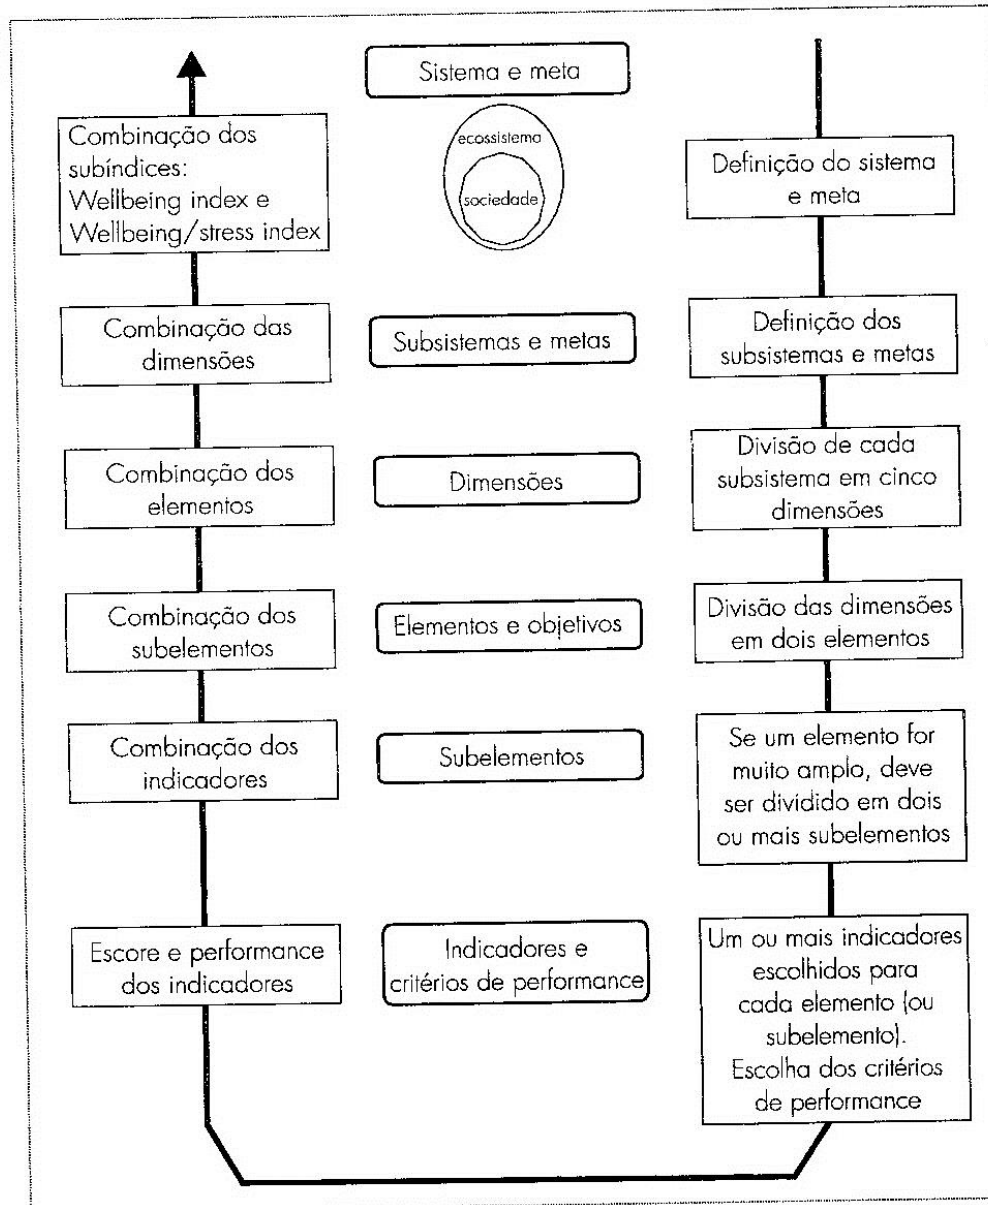 Sistema e meta
ecossistema
sociedade
Combinação dos
subíndices:
Wellbeing index e
Wellbeing/stress index
Definição do sistema
e meta
Combinação das
dimensões
Subsistemas e metas
Definição dos
subsistemas e metas
Combinação dos
elementos
Dimensões
Divisão de cada
subsistema em cinco
dimensões
Combinação dos
subelementos
Elementos e objetivos
Divisão das dimensões
em dois elementos
Combinação dos
indicadores
Subelementos
Se um elemento for
muito amplo, deve
ser dividido em dois
ou mais subelementos
Escore e performance
dos indicadores
Indicadores e
critérios de performance
Um ou mais indicadores
escolhidos para
cada elemento (ou
subelemento).
Escolha dos critérios
de performance